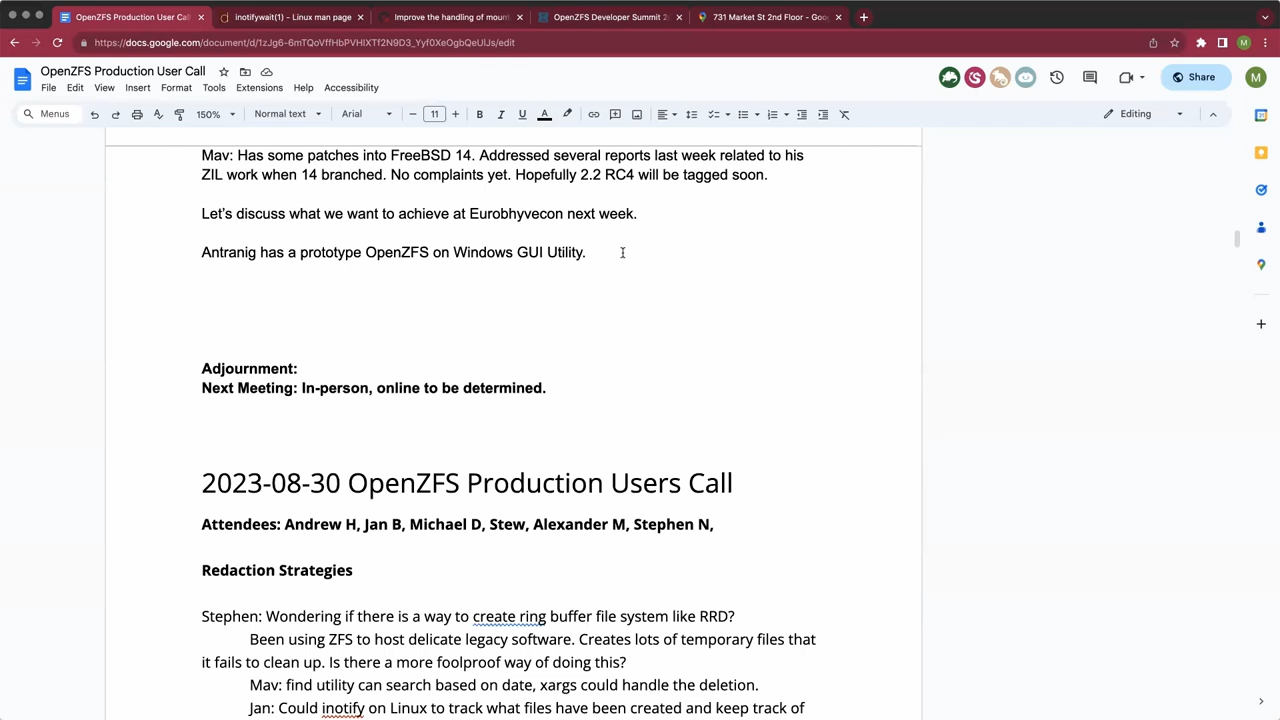 OpenZFS Production User Cal
inotifywait(1) - Linux man page
Improve the handling of moun
OpenZFS Developer Summit 2
731 Market St 2nd Floor - Goo
https://docs.google.com/document/d/1zJg6-6mTQoVffHbPVHIXTf2N9D3_Yyf0XeOgbQeUlJs/edit
M
OpenZFS Production User Call
File Edit View Insert Format Tools Extensions Help Accessibility
Share
M
Menus
150%
Normal text
Arial
11
B I U A
Editing
Mav: Has some patches into FreeBSD 14. Addressed several reports last week related to his
ZIL work when 14 branched. No complaints yet. Hopefully 2.2 RC4 will be tagged soon.
Let's discuss what we want to achieve at Eurobhyvecon next week.
Antranig has a prototype OpenZFS on Windows GUI Utility.
Adjournment:
Next Meeting: In-person, online to be determined.
2023-08-30 OpenZFS Production Users Call
Attendees: Andrew H, Jan B, Michael D, Stew, Alexander M, Stephen N,
Redaction Strategies
Stephen: Wondering if there is a way to create ring buffer file system like RRD?
Been using ZFS to host delicate legacy software. Creates lots of temporary files that
it fails to clean up. Is there a more foolproof way of doing this?
Mav: find utility can search based on date, xargs could handle the deletion.
Jan: Could inotify on Linux to track what files have been created and keep track of